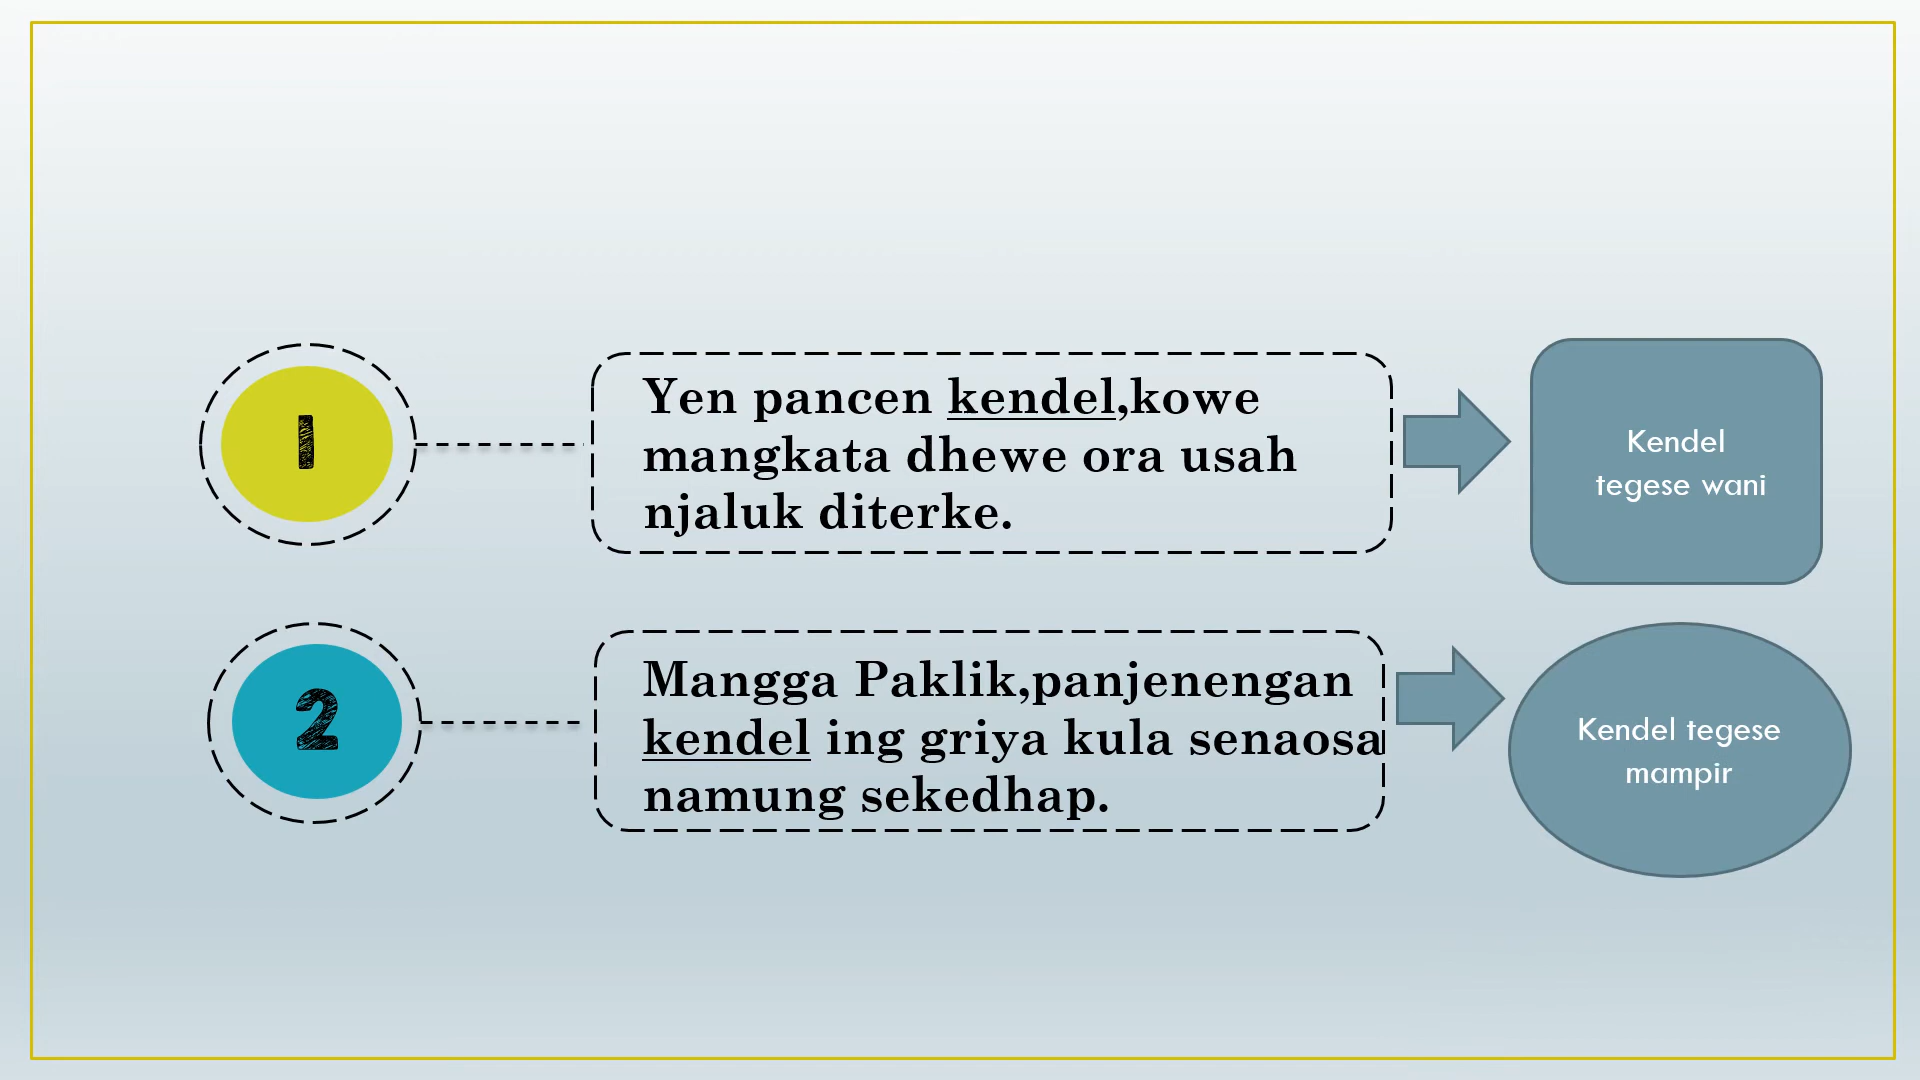 1
Yen pancen kendel,kowe
mangkata dhewe ora usah
njaluk diterke.
Kendel
tegese wani
2
Mangga Paklik,panjenengan
kendel ing griya kula senaosa
namung sekedhap.
Kendel tegese
mampir